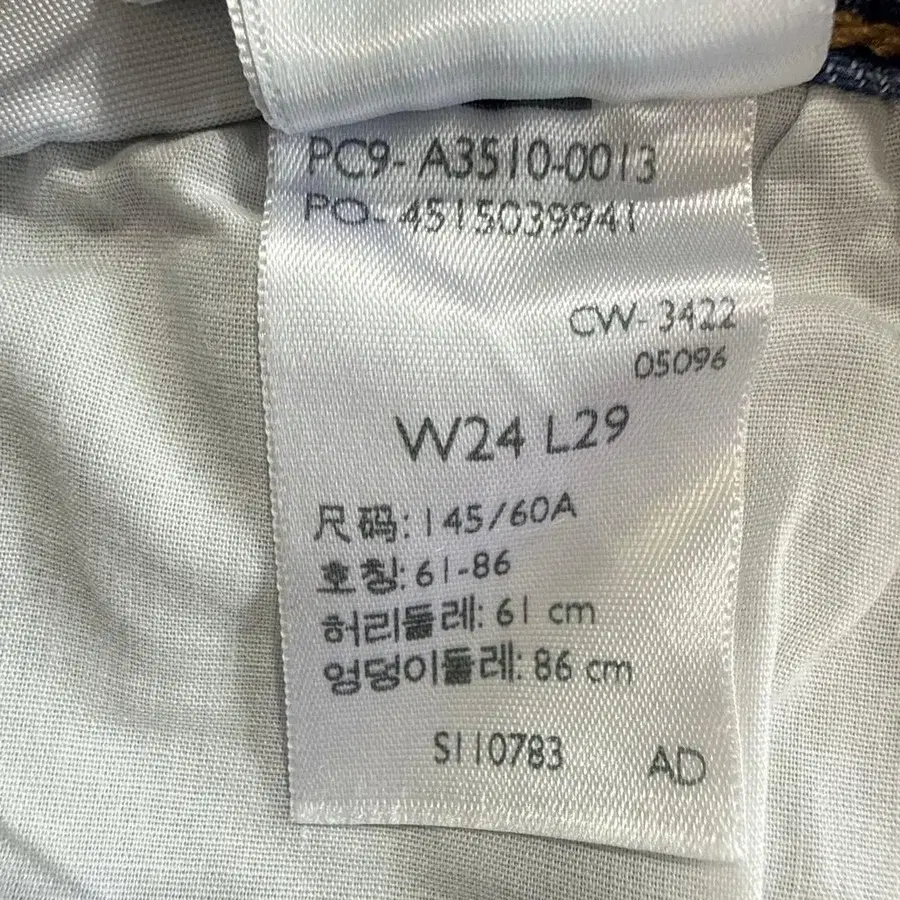 PC9- A3510-0013
PO- 4515039941
CW- 3422
05096
W24 L29
尺码: 145/60A
호칭: 61-86
허리둘레: 61 cm
엉덩이둘레: 86 cm
S110783 AD